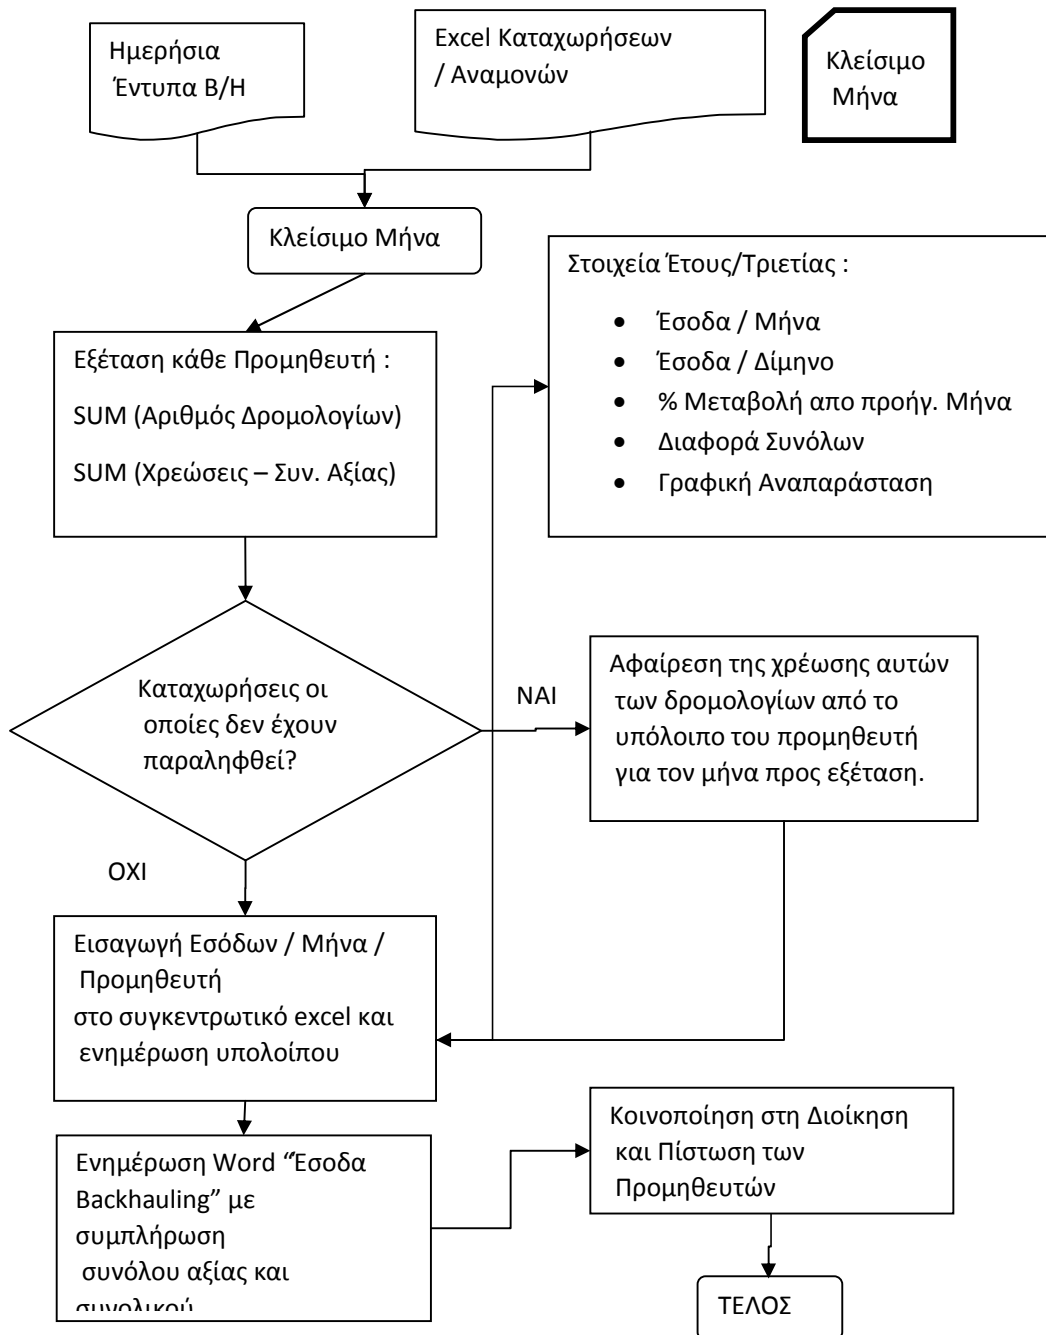 Ημερήσια
Έντυπα Β/Η
Excel Καταχωρήσεων
/ Αναμονών
Κλείσιμο
Μήνα
Κλείσιμο Μήνα
Στοιχεία Έτους/Τριετίας :
• Έσοδα / Μήνα
• Έσοδα / Δίμηνο
• % Μεταβολή απο προήγ. Μήνα
• Διαφορά Συνόλων
• Γραφική Αναπαράσταση
Εξέταση κάθε Προμηθευτή :
SUM (Αριθμός Δρομολογίων)
SUM (Χρεώσεις – Συν. Αξίας)
Καταχωρήσεις οι
οποίες δεν έχουν
παραληφθεί?
ΝΑΙ
Αφαίρεση της χρέωσης αυτών
των δρομολογίων από το
υπόλοιπο του προμηθευτή
για τον μήνα προς εξέταση.
ΟΧΙ
Εισαγωγή Εσόδων / Μήνα /
Προμηθευτή
στο συγκεντρωτικό excel και
ενημέρωση υπολοίπου
Ενημέρωση Word “Έσοδα
Backhauling” με
συμπλήρωση
συνόλου αξίας και
συνολικού
Κοινοποίηση στη Διοίκηση
και Πίστωση των
Προμηθευτών
ΤΕΛΟΣ